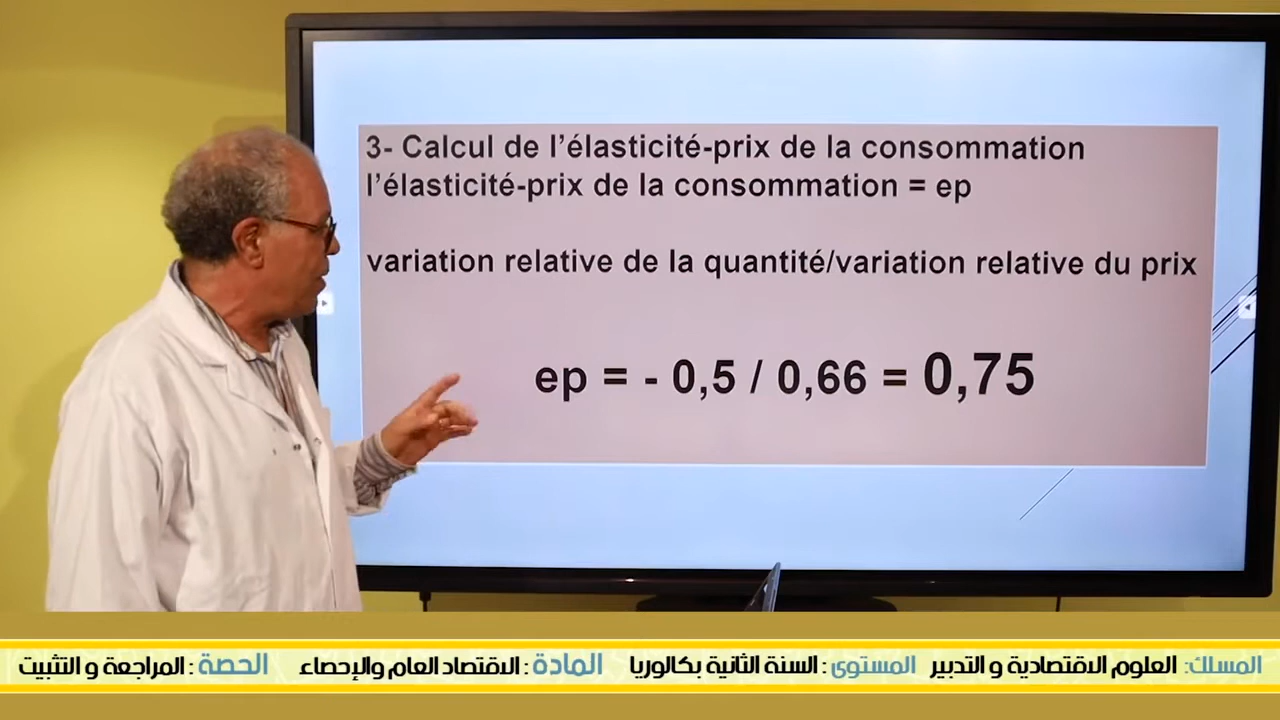 3- Calcul de l’élasticité-prix de la consommation
l’élasticité-prix de la consommation = ep
variation relative de la quantité/variation relative du prix
ep = - 0,5 / 0,66 = 0,75
المسلك: العلوم الاقتصادية و التدبير المستوى : السنة الثانية بكالوريا المادة : الاقتصاد العام والإحصاء الحصة : المراجعة و التثبيت